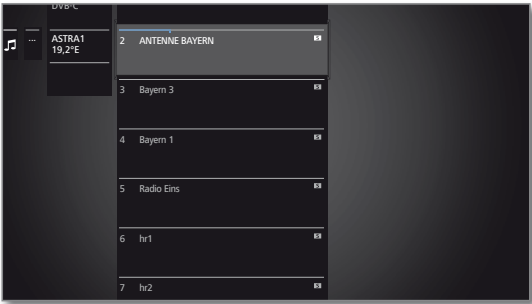 DVB-C
...
ASTRA1
19,2°E
2 ANTENNE BAYERN S
3 Bayern 3 S
4 Bayern 1 S
5 Radio Eins S
6 hr1 S
7 hr2 S